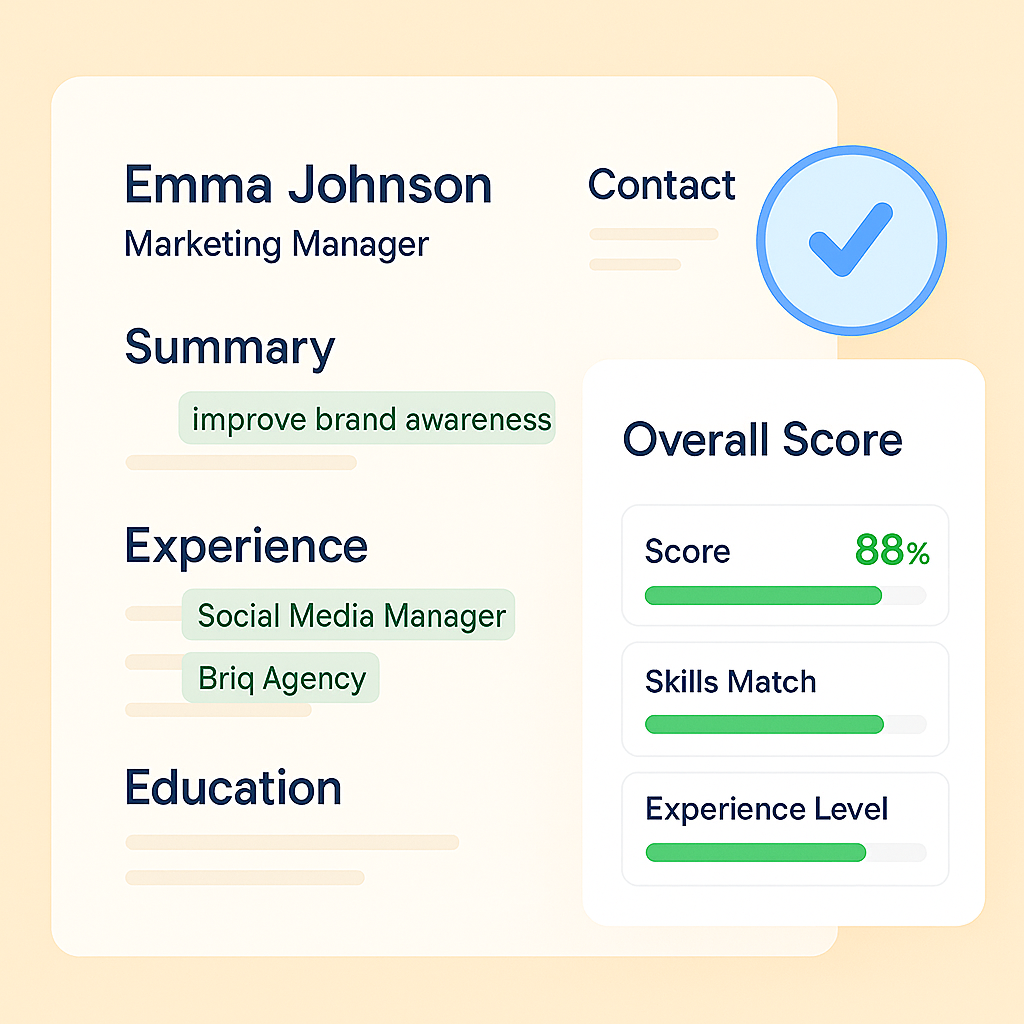 Emma Johnson
Marketing Manager
Contact
Summary
improve brand awareness
Experience
Social Media Manager
Briq Agency
Education
Overall Score
Score 88%
Skills Match
Experience Level